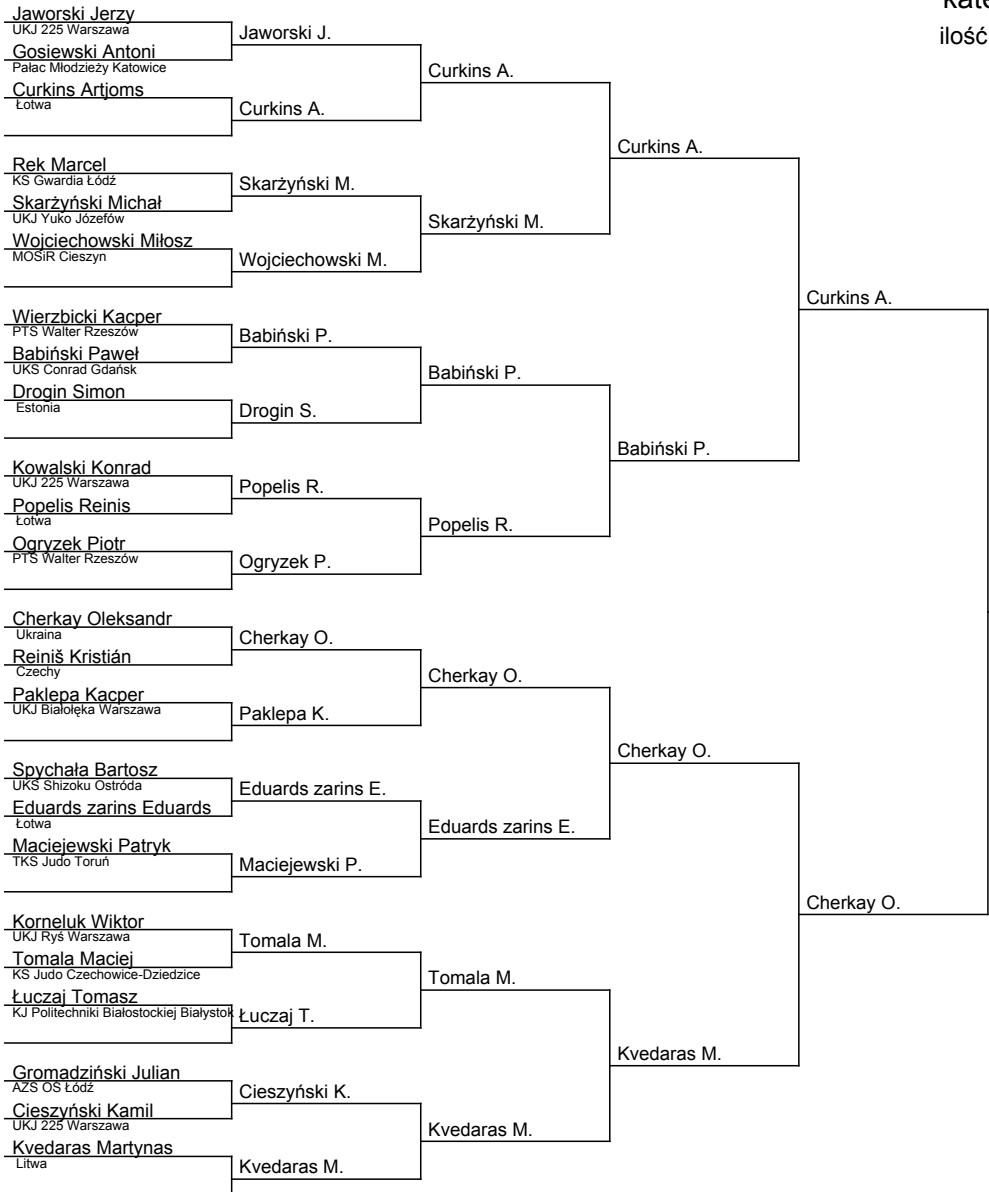 kate
ilość
Jaworski Jerzy
UKJ 225 Warszawa
Gosiewski Antoni
Pałac Młodzieży Katowice
Curkins Artjoms
Łotwa
Rek Marcel
KS Gwardia Łódź
Skarżyński Michał
UKJ Yuko Józefów
Wojciechowski Miłosz
MOSiR Cieszyn
Wierzbicki Kacper
PTS Walter Rzeszów
Babiński Paweł
UKS Conrad Gdańsk
Drogin Simon
Estonia
Kowalski Konrad
UKJ 225 Warszawa
Popelis Reinis
Łotwa
Ogryzek Piotr
PTS Walter Rzeszów
Cherkay Oleksandr
Ukraina
Reiniš Kristián
Czechy
Paklepa Kacper
UKJ Białołęka Warszawa
Spychała Bartosz
UKS Shizoku Ostróda
Eduards zarins Eduards
Łotwa
Maciejewski Patryk
TKS Judo Toruń
Korneluk Wiktor
UKJ Ryś Warszawa
Tomala Maciej
KS Judo Czechowice-Dziedzice
Łuczaj Tomasz
KJ Politechniki Białostockiej Białystok
Gromadziński Julian
AZS OŚ Łódź
Cieszyński Kamil
UKJ 225 Warszawa
Kvedaras Martynas
Litwa
Jaworski J.
Curkins A.
Skarżyński M.
Wojciechowski M.
Babiński P.
Drogin S.
Popelis R.
Ogryzek P.
Cherkay O.
Paklepa K.
Eduards zarins E.
Maciejewski P.
Tomala M.
Łuczaj T.
Cieszyński K.
Kvedaras M.
Curkins A.
Skarżyński M.
Babiński P.
Popelis R.
Cherkay O.
Eduards zarins E.
Tomala M.
Kvedaras M.
Curkins A.
Babiński P.
Cherkay O.
Kvedaras M.
Curkins A.
Cherkay O.